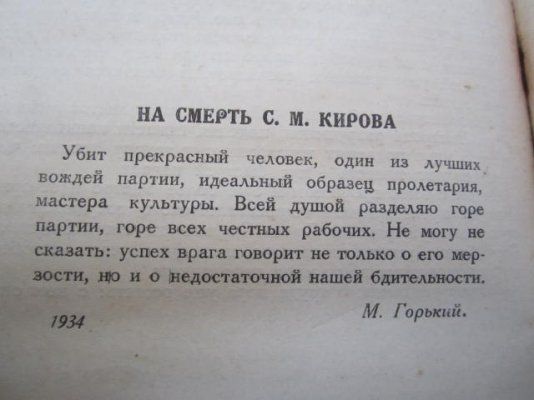 НА СМЕРТЬ С. М. КИРОВА
Убит прекрасный человек, один из лучших
вождей партии, идеальный образец пролетария,
мастера культуры. Всей душой разделяю горе
партии, горе всех честных рабочих. Не могу не
сказать: успех врага говорит не только о его мер-
зости, но и о недостаточной нашей бдительности.
М. Горький.
1934